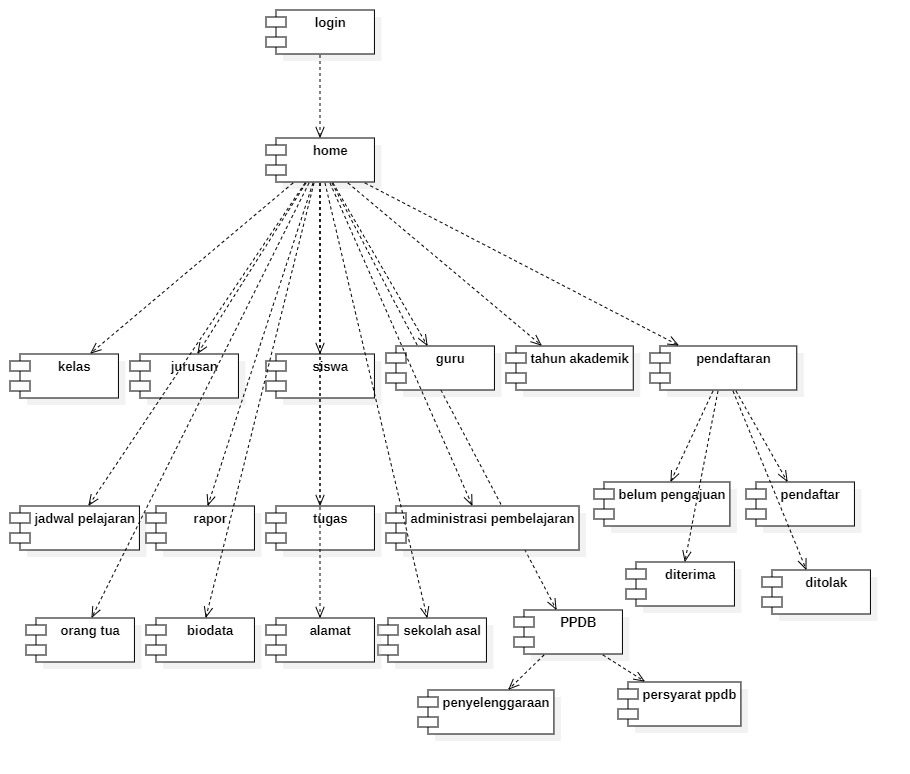 login
home
kelas
jurusan
siswa
guru
tahun akademik
pendaftaran
jadwal pelajaran
rapor
tugas
administrasi pembelajaran
belum pengajuan
pendaftar
diterima
ditolak
orang tua
biodata
alamat
sekolah asal
PPDB
penyelenggaraan
persyarat ppdb